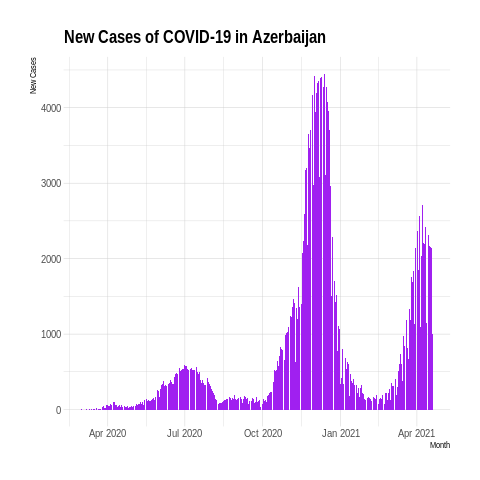 New Cases of COVID-19 in Azerbaijan
New Cases
4000
3000
2000
1000
0
Apr 2020 Jul 2020 Oct 2020 Jan 2021 Apr 2021
Month